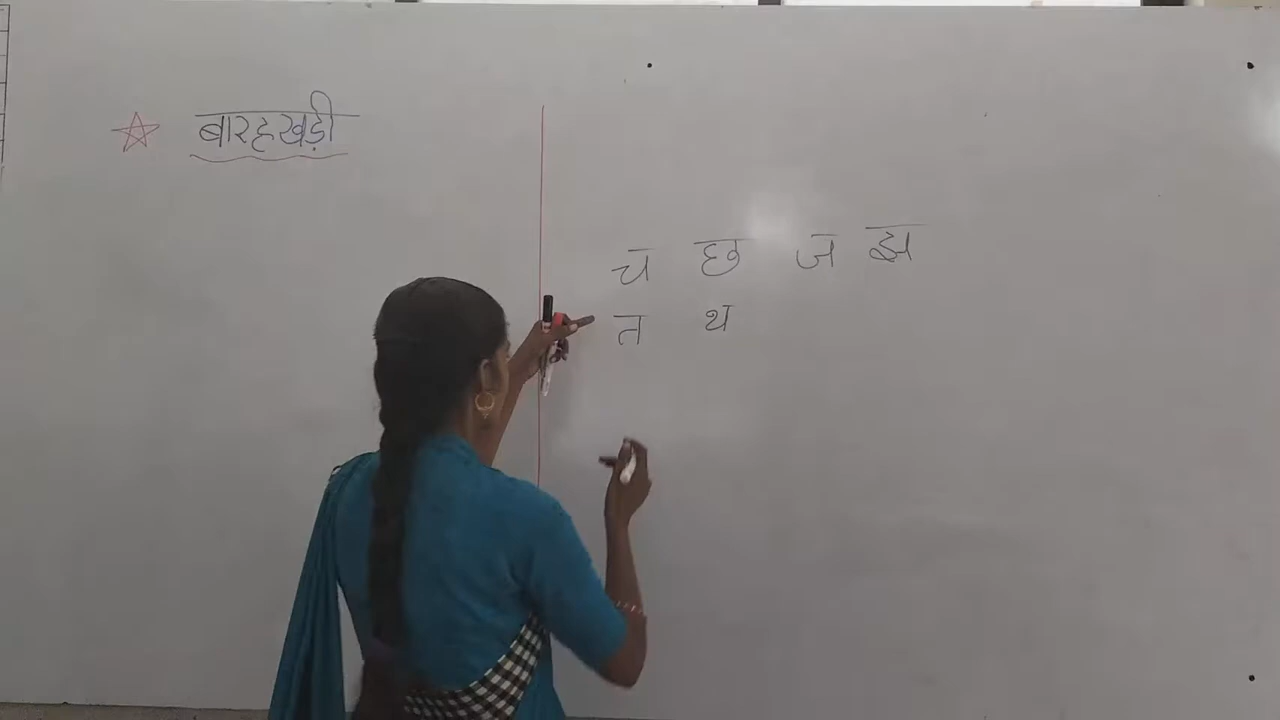 बारहखड़ी
च छ ज झ
त थ